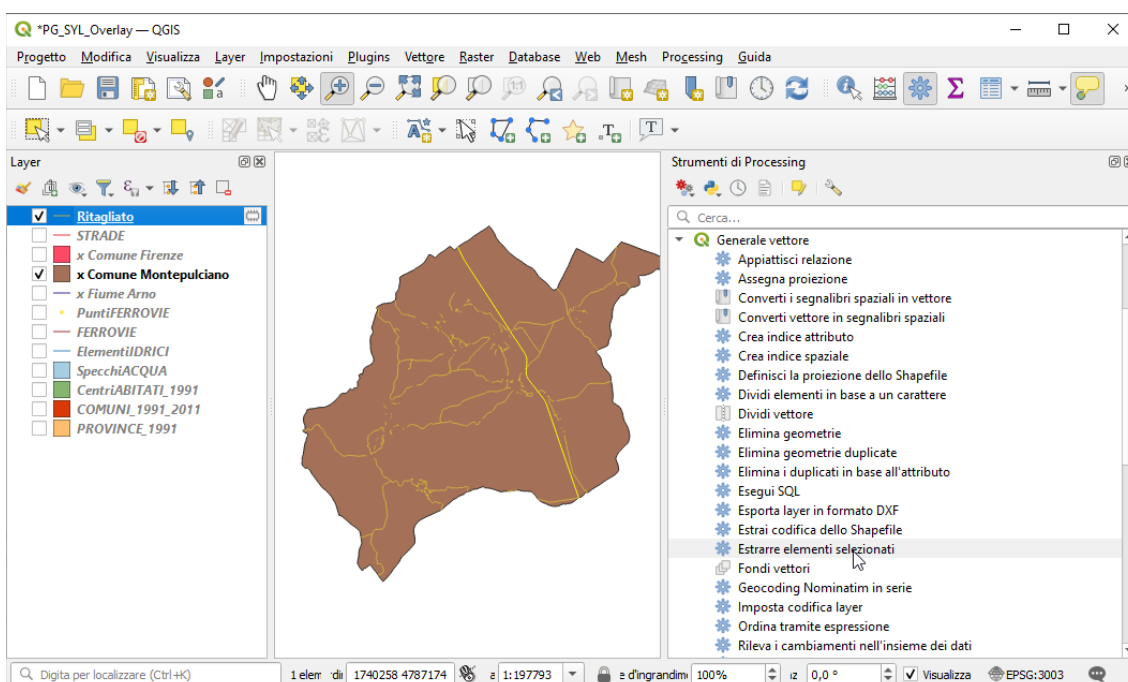 *PG_SYL_Overlay — QGIS
Progetto Modifica Visualizza Layer Impostazioni Plugins Vettore Raster Database Web Mesh Processing Guida
Layer
Ritagliato
STRADE
x Comune Firenze
x Comune Montepulciano
x Fiume Arno
PuntiFERROVIE
FERROVIE
ElementiIDRICI
SpecchiACQUA
CentriABITATI_1991
COMUNI_1991_2011
PROVINCE_1991
Strumenti di Processing
Cerca...
Generale vettore
Appiattisci relazione
Assegna proiezione
Converti i segnalibri spaziali in vettore
Converti vettore in segnalibri spaziali
Crea indice attributo
Crea indice spaziale
Definisci la proiezione dello Shapefile
Dividi elementi in base a un carattere
Dividi vettore
Elimina geometrie
Elimina geometrie duplicate
Elimina i duplicati in base all'attributo
Esegui SQL
Esporta layer in formato DXF
Estrai codifica dello Shapefile
Estrarre elementi selezionati
Fondi vettori
Geocoding Nominatim in serie
Imposta codifica layer
Ordina tramite espressione
Rileva i cambiamenti nell'insieme dei dati
Digita per localizzare (Ctrl+K) 1 elem 1740258 4787174 1:197793 e d'ingrandim 100% 0,0 ° Visualizza EPSG:3003